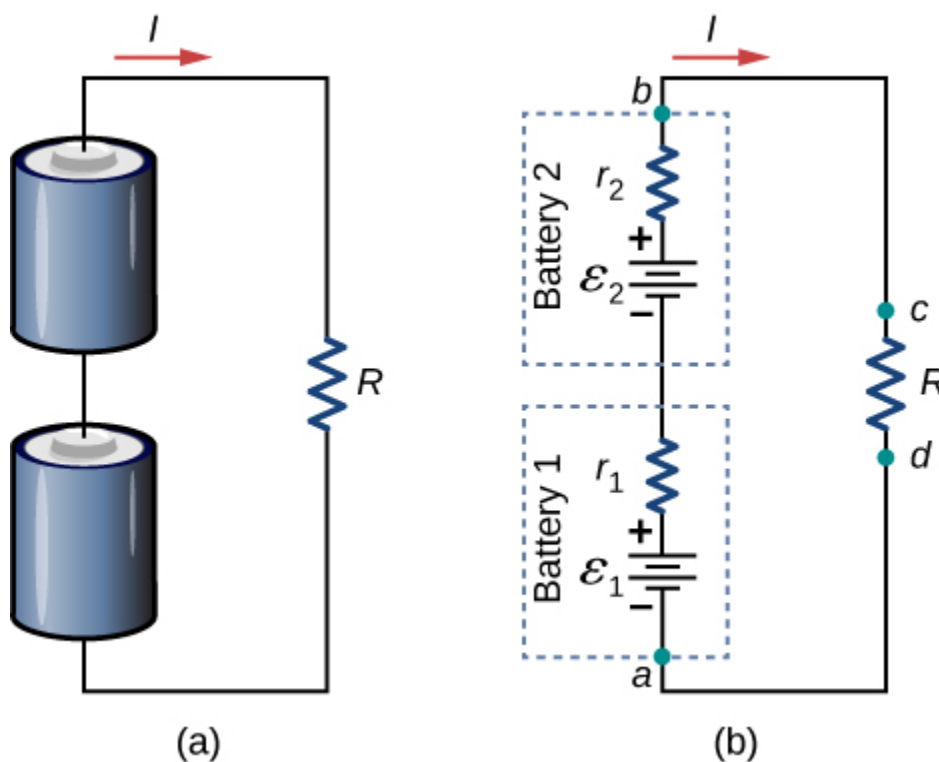 I
R
(a)
I
b
Battery 2
r2
+
ε2
−
c
R
d
Battery 1
r1
+
ε1
−
a
(b)